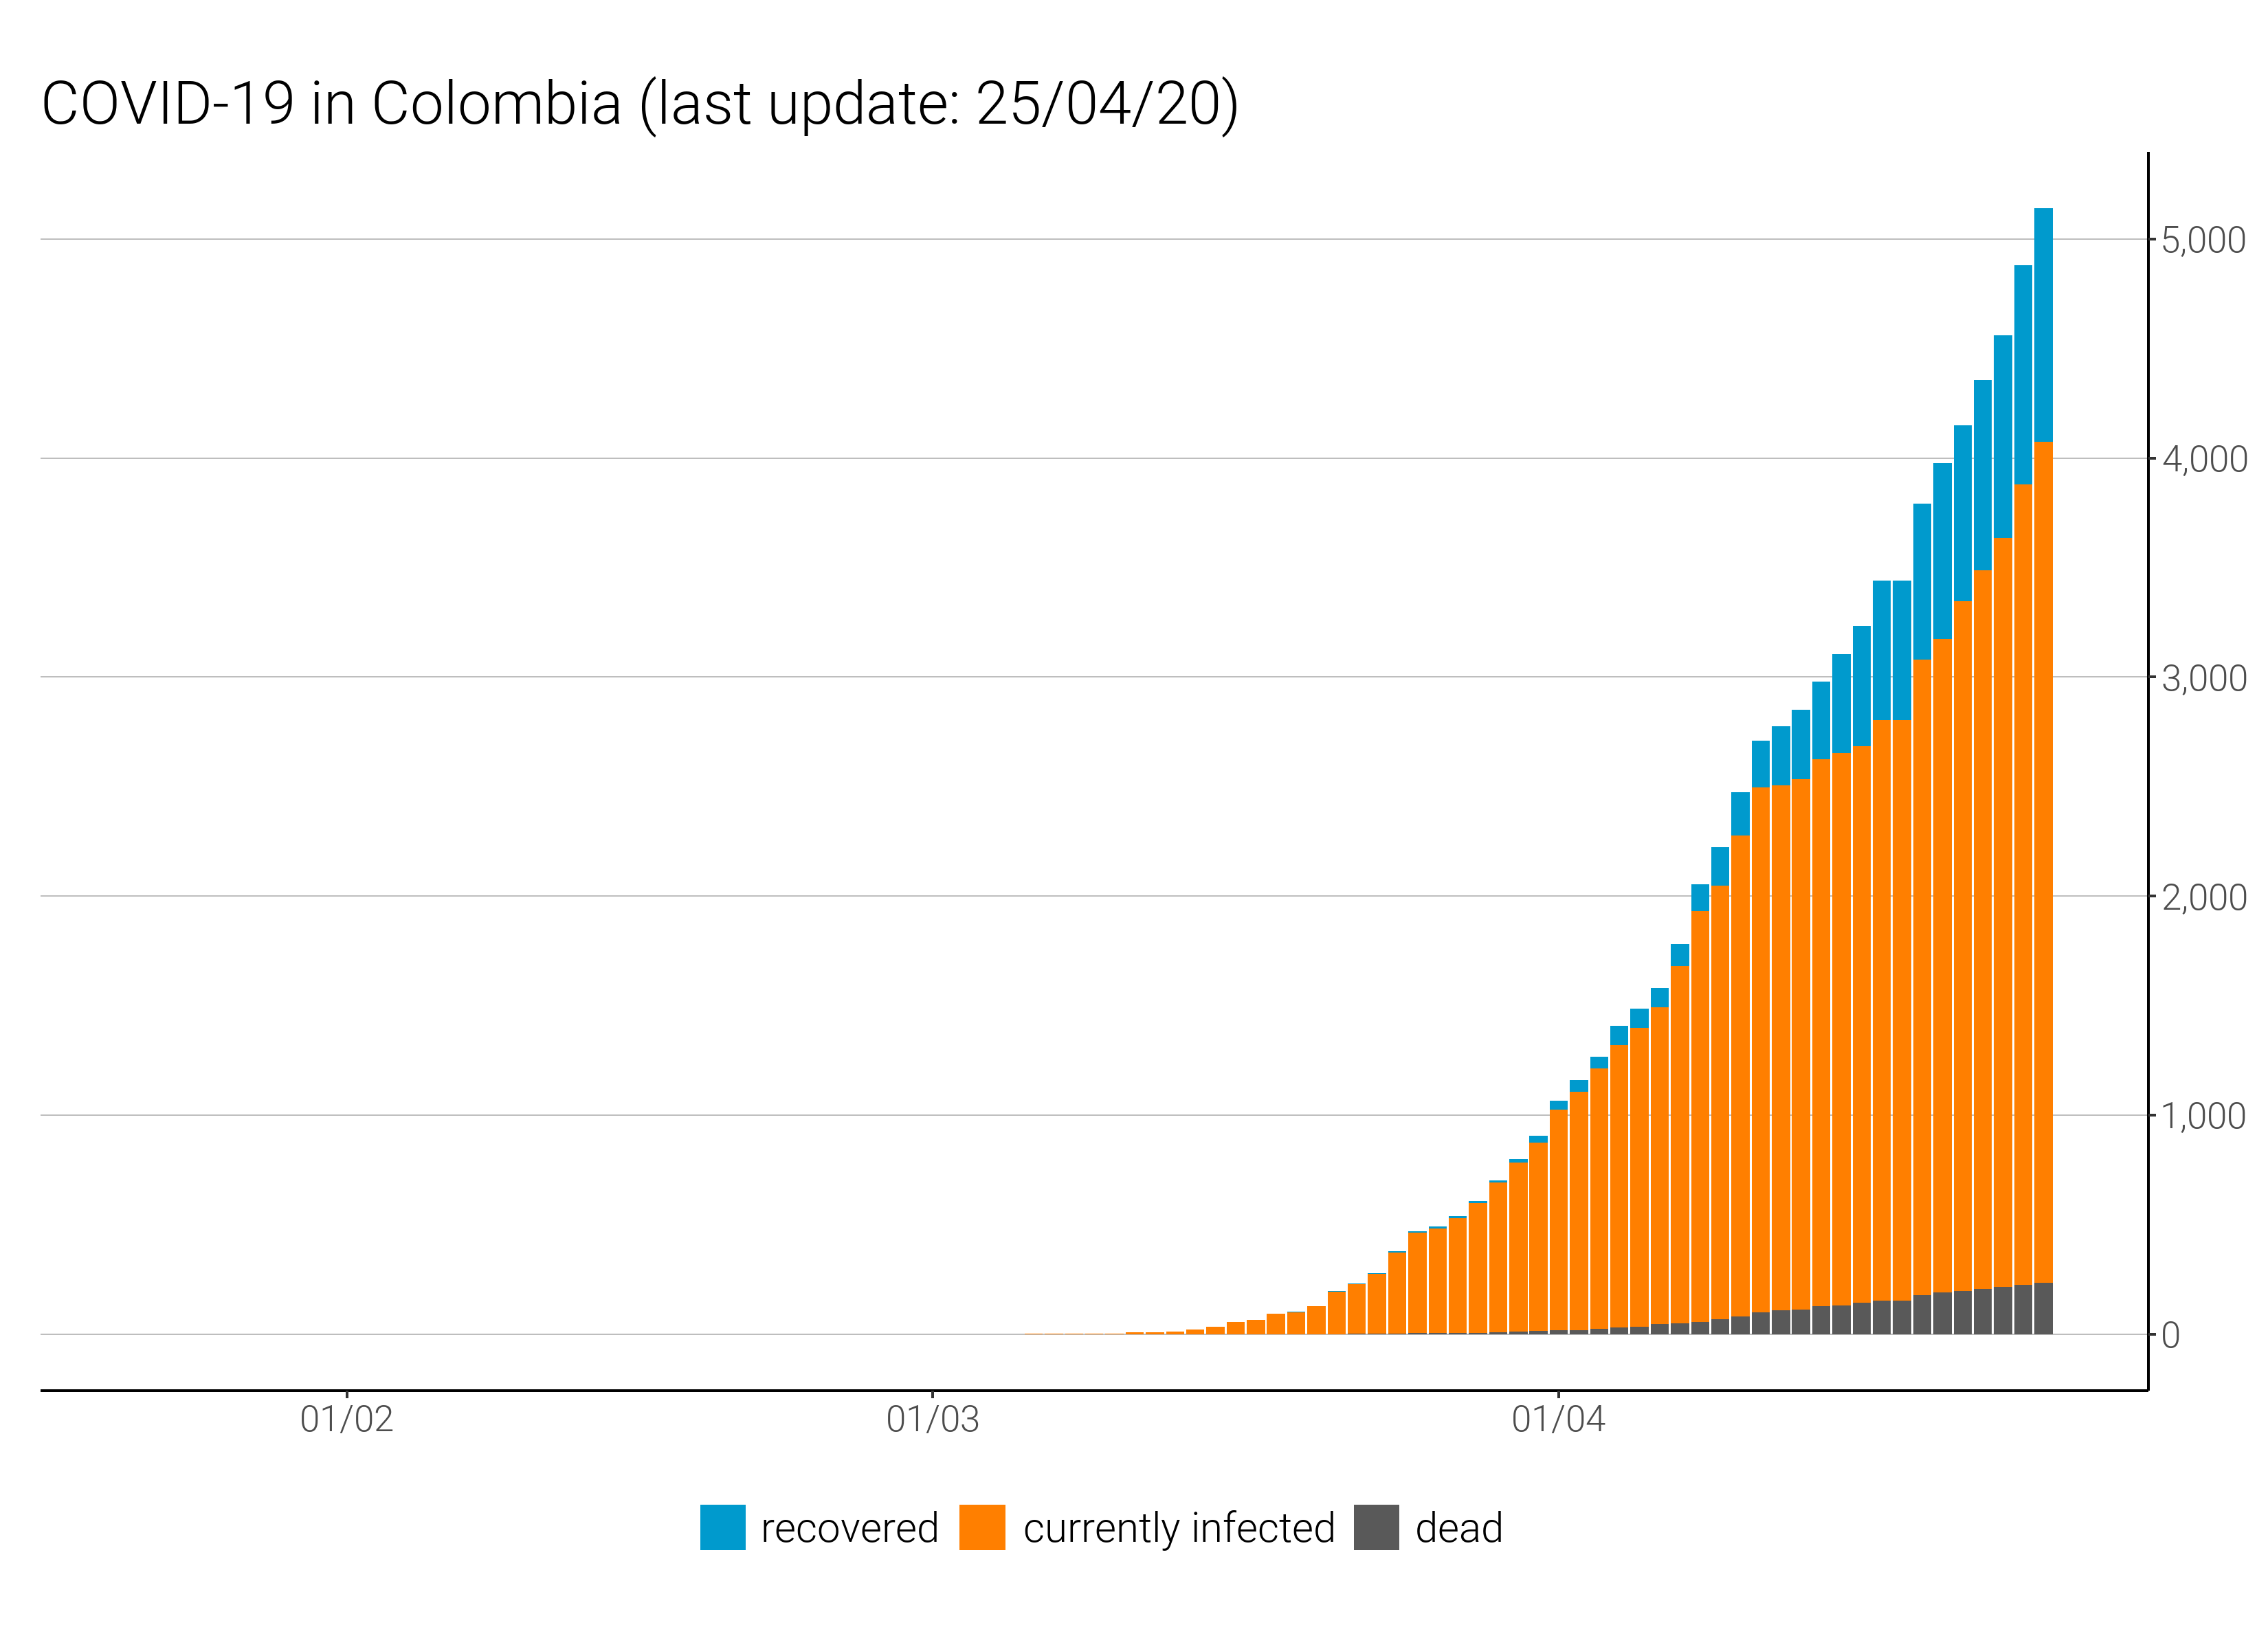 COVID-19 in Colombia (last update: 25/04/20)
5,000
4,000
3,000
2,000
1,000
0
01/02 01/03 01/04
recovered currently infected dead